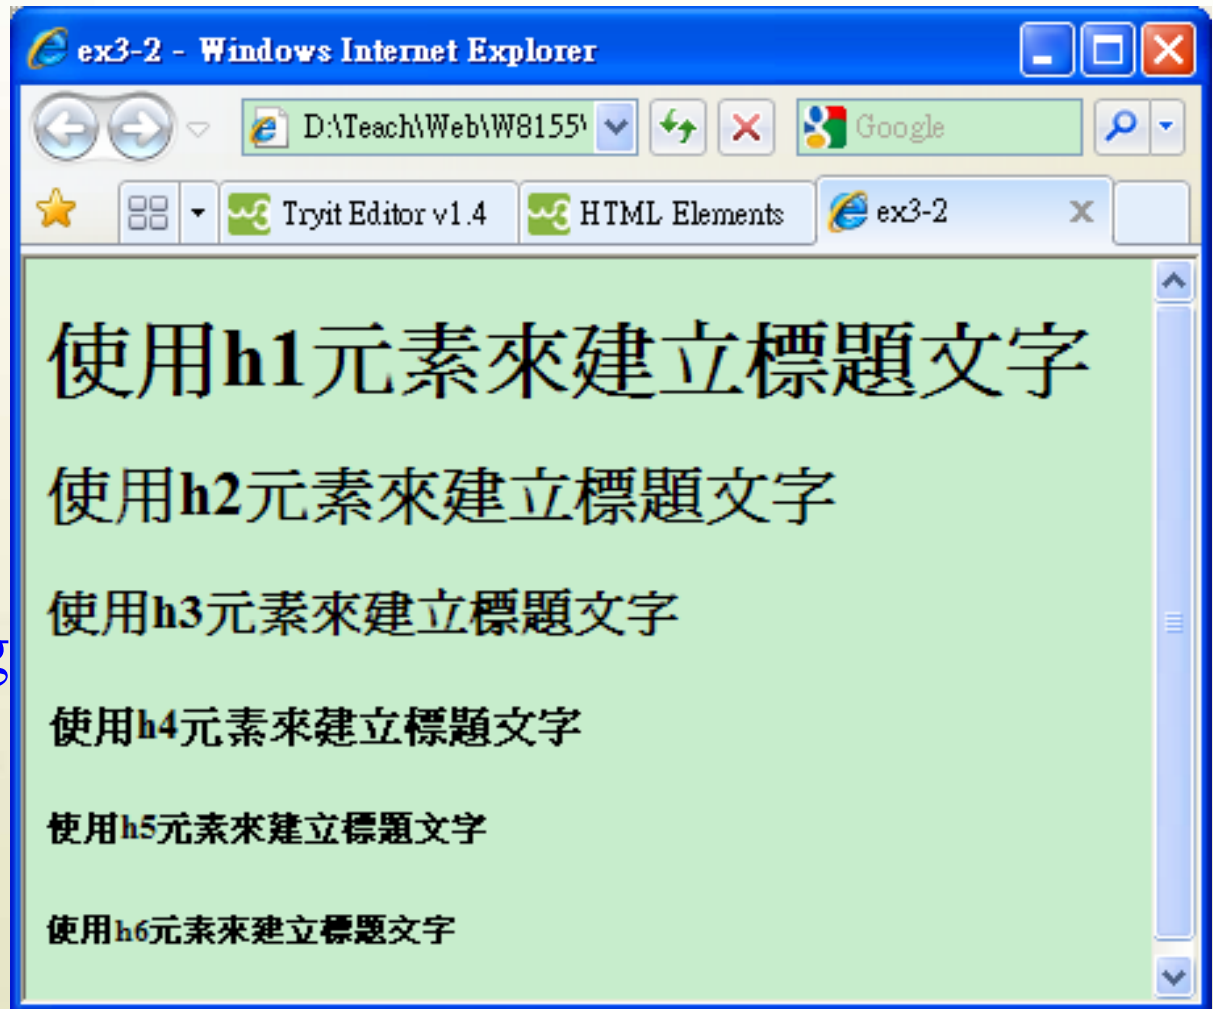 ex3-2 - Windows Internet Explorer
D:\Teach\Web\W8155\
Google
Tryit Editor v1.4
HTML Elements
ex3-2
使用h1元素來建立標題文字
使用h2元素來建立標題文字
使用h3元素來建立標題文字
g
使用h4元素來建立標題文字
使用h5元素來建立標題文字
使用h6元素來建立標題文字